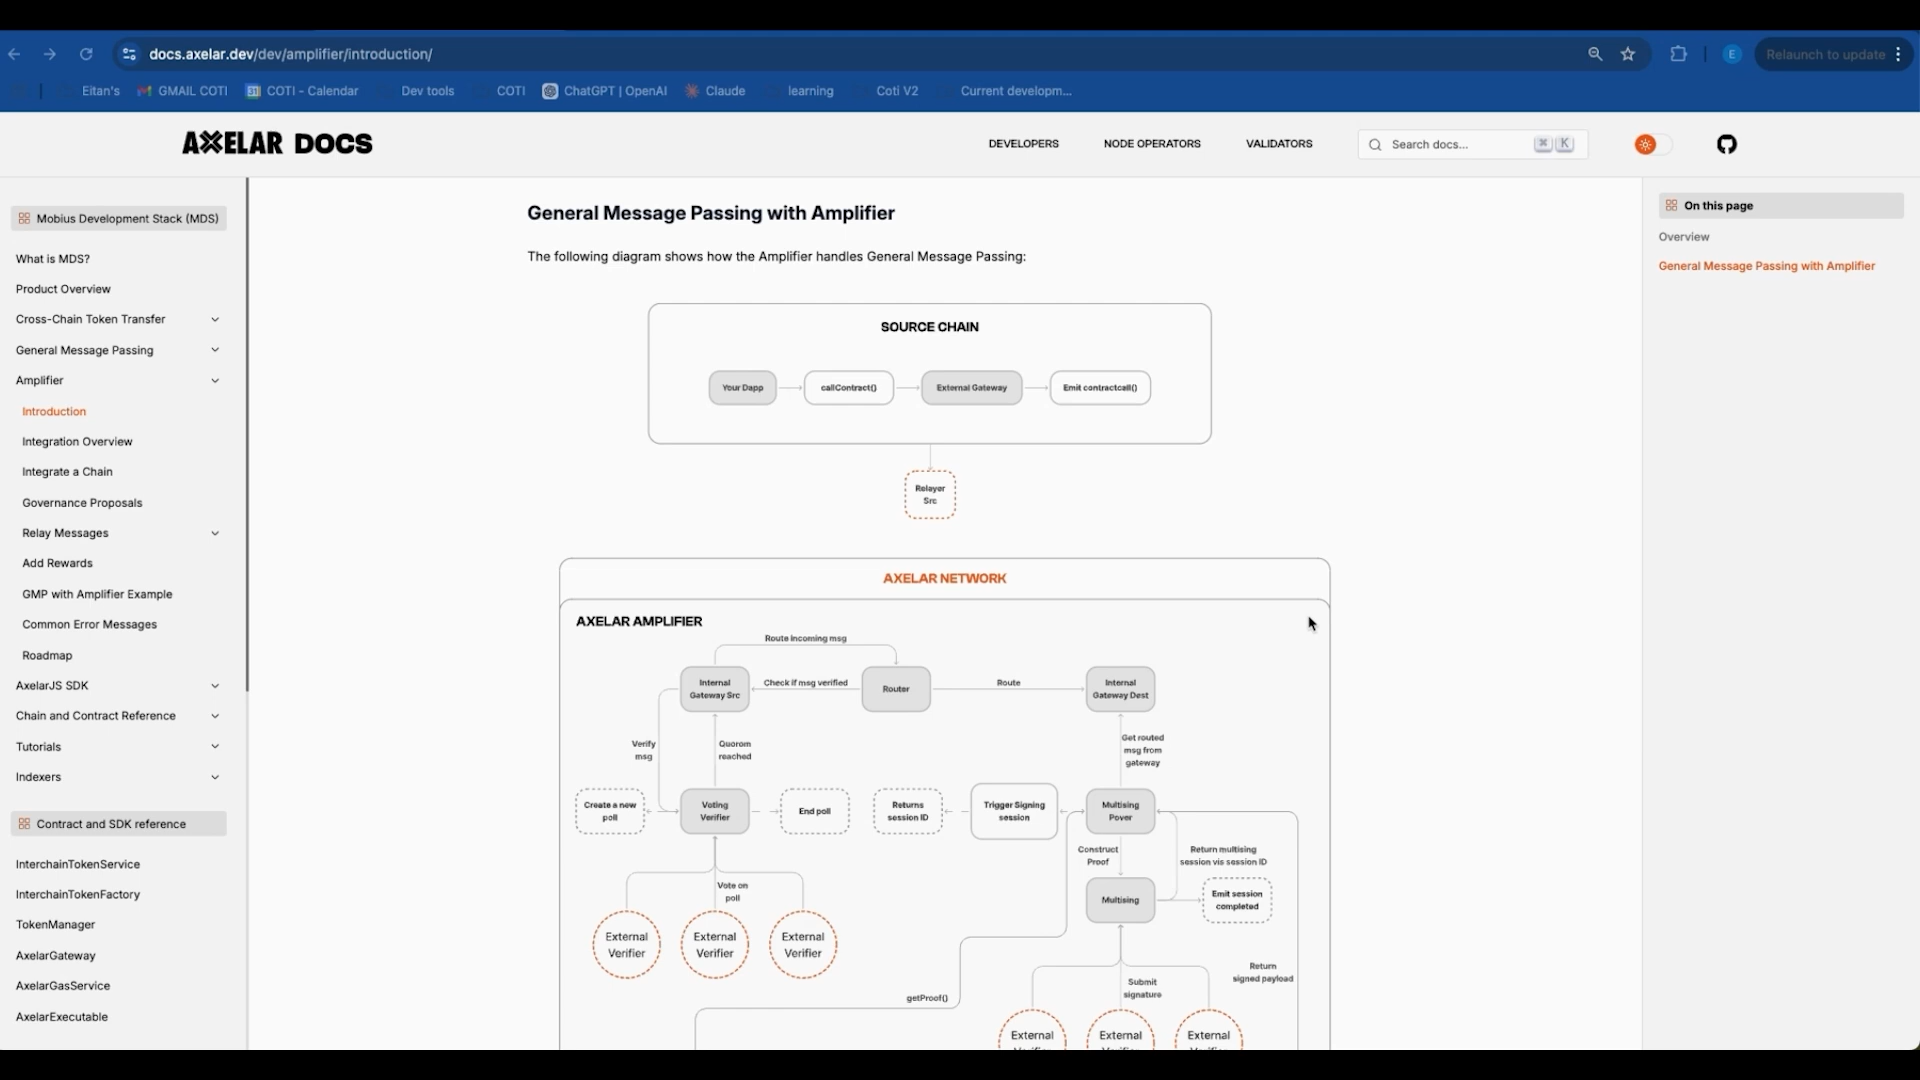 docs.axelar.dev/dev/amplifier/introduction/
E
Relaunch to update
Eitan's
GMAIL COTI
COTI - Calendar
Dev tools
COTI
ChatGPT | OpenAI
Claude
learning
Coti V2
Current developm...
AXELAR DOCS
DEVELOPERS
NODE OPERATORS
VALIDATORS
Search docs...
⌘ K
Mobius Development Stack (MDS)
What is MDS?
Product Overview
Cross-Chain Token Transfer
General Message Passing
Amplifier
Introduction
Integration Overview
Integrate a Chain
Governance Proposals
Relay Messages
Add Rewards
GMP with Amplifier Example
Common Error Messages
Roadmap
AxelarJS SDK
Chain and Contract Reference
Tutorials
Indexers
Contract and SDK reference
InterchainTokenService
InterchainTokenFactory
TokenManager
AxelarGateway
AxelarGasService
AxelarExecutable
General Message Passing with Amplifier
The following diagram shows how the Amplifier handles General Message Passing:
SOURCE CHAIN
Your Dapp
callContract()
External Gateway
Emit contractcall()
Relayer
Src
AXELAR NETWORK
AXELAR AMPLIFIER
Route incoming msg
Internal
Gateway Src
Check if msg verified
Router
Route
Internal
Gateway Dest
Verify
msg
Quorom
reached
Get routed
msg from
gateway
Create a new
poll
Voting
Verifier
End poll
Returns
session ID
Trigger Signing
session
Multising
Pover
Construct
Proof
Return multising
session vis session ID
Vote on
poll
Multising
Emit session
completed
External
Verifier
External
Verifier
External
Verifier
Return
signed payload
Submit
signature
getProof()
External
External
External
On this page
Overview
General Message Passing with Amplifier